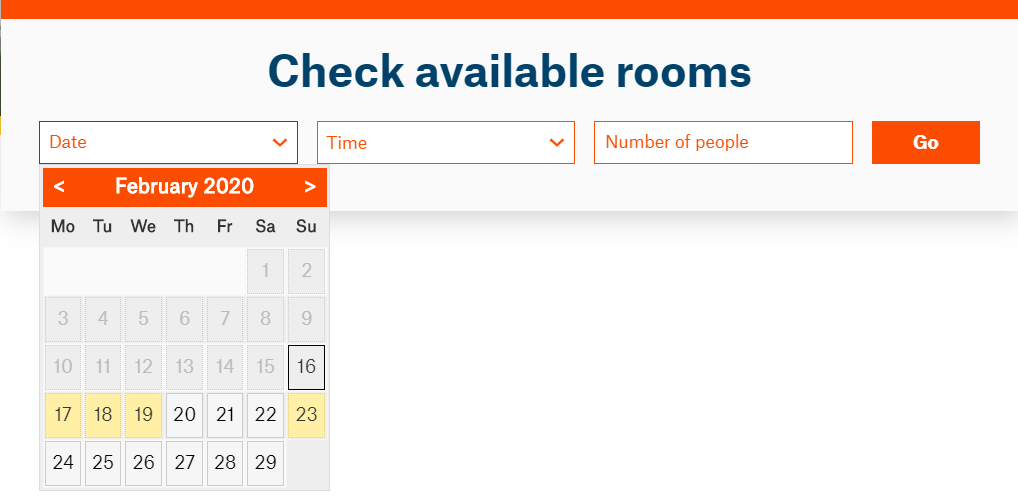 Check available rooms
Date Time Number of people Go
< February 2020 >
Mo Tu We Th Fr Sa Su
1 2
3 4 5 6 7 8 9
10 11 12 13 14 15 16
17 18 19 20 21 22 23
24 25 26 27 28 29